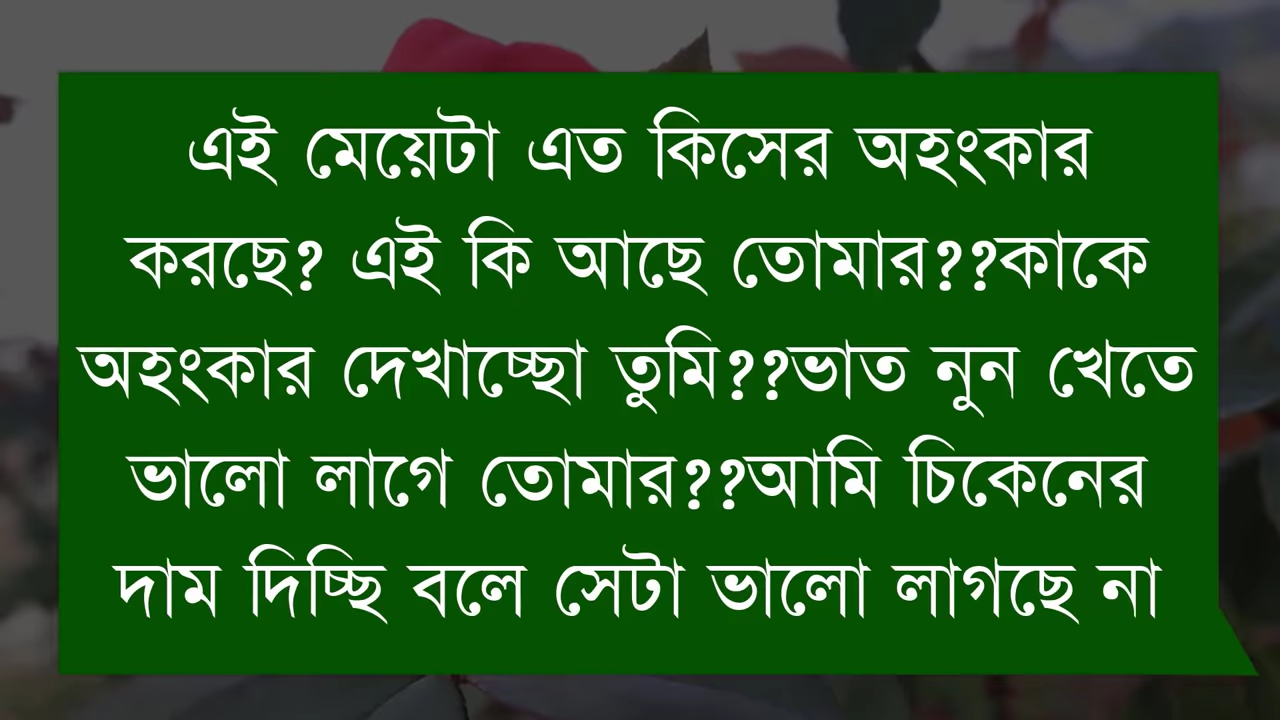 এই মেয়েটা এত কিসের অহংকার
করছে? এই কি আছে তোমার??কাকে
অহংকার দেখাচ্ছো তুমি??ভাত নুন খেতে
ভালো লাগে তোমার??আমি চিকেনের
দাম দিচ্ছি বলে সেটা ভালো লাগছে না